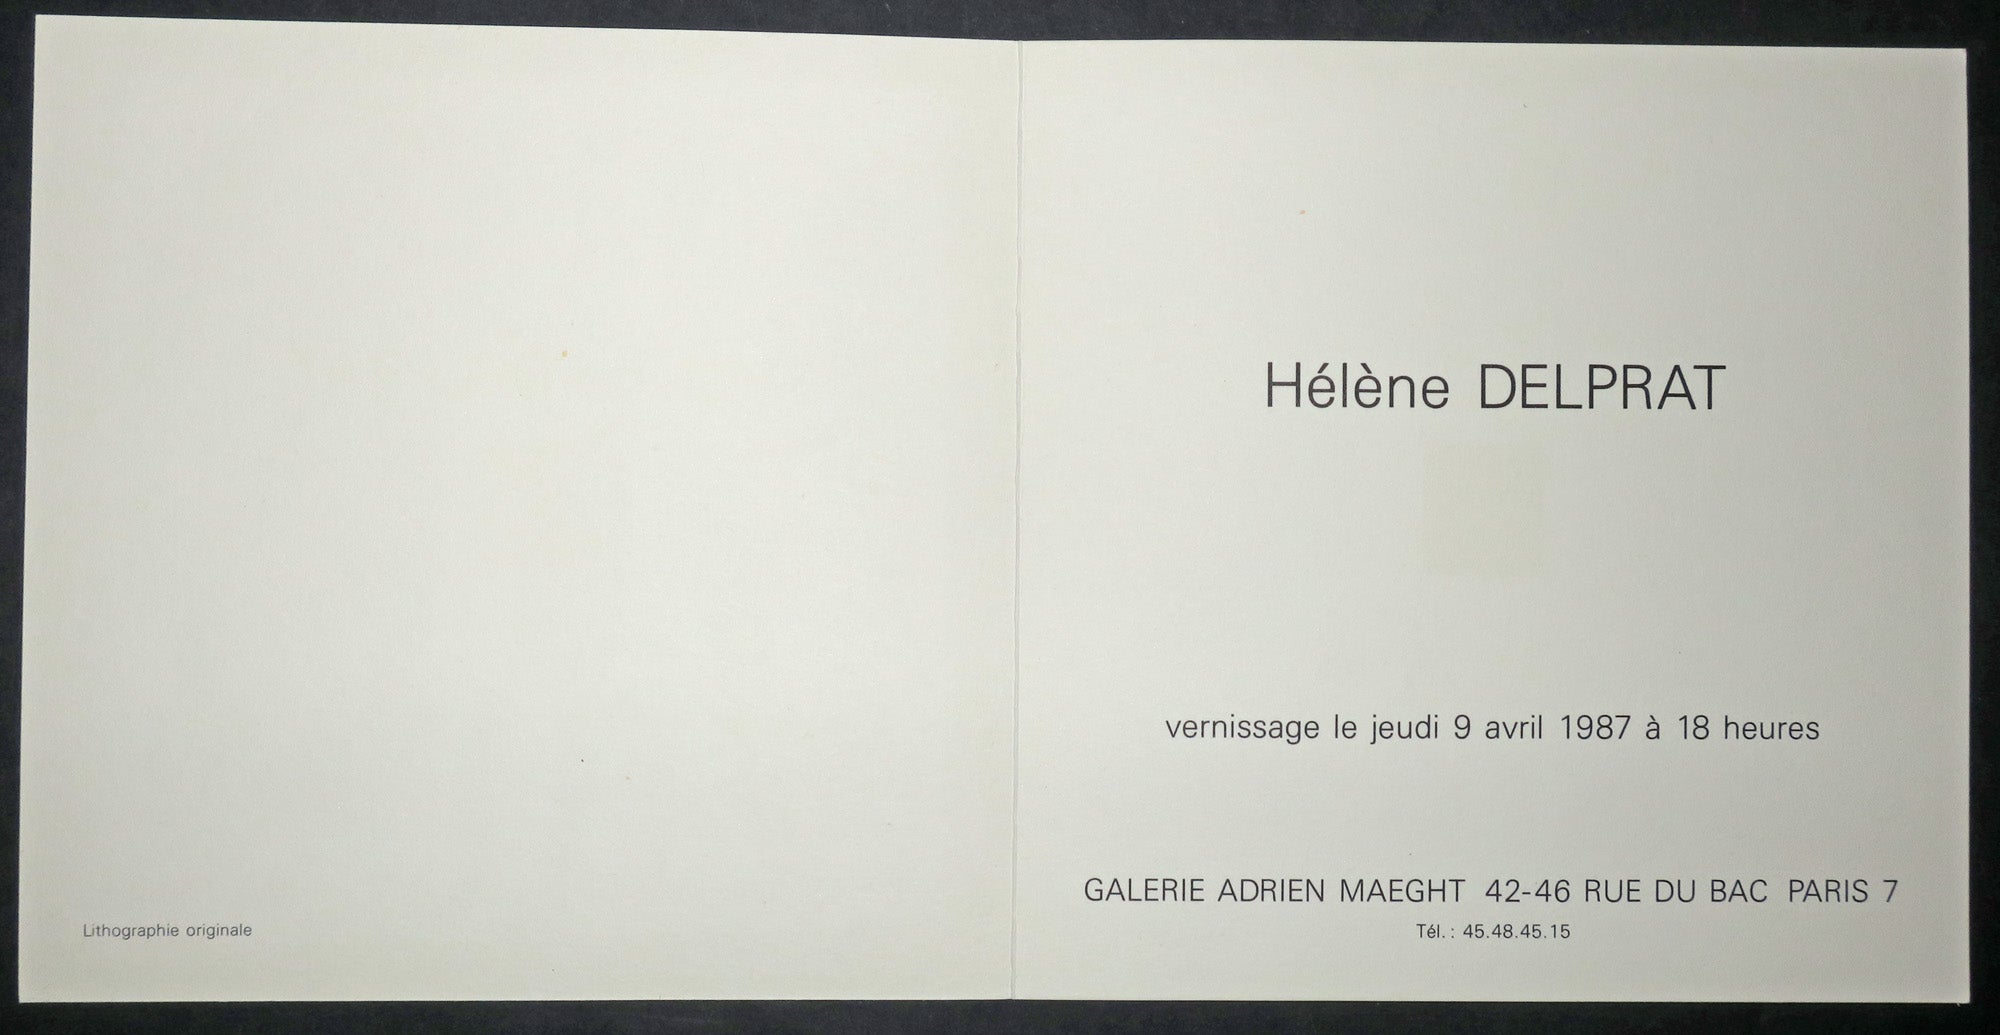 Lithographie originale
Hélène DELPRAT
vernissage le jeudi 9 avril 1987 à 18 heures
GALERIE ADRIEN MAEGHT 42-46 RUE DU BAC PARIS 7
Tél. : 45.48.45.15